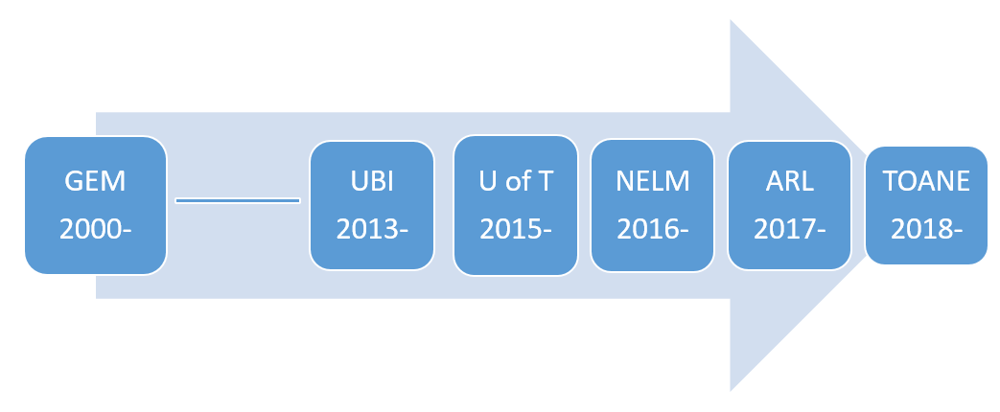 GEM
2000-
UBI
2013-
U of T
2015-
NELM
2016-
ARL
2017-
TOANE
2018-